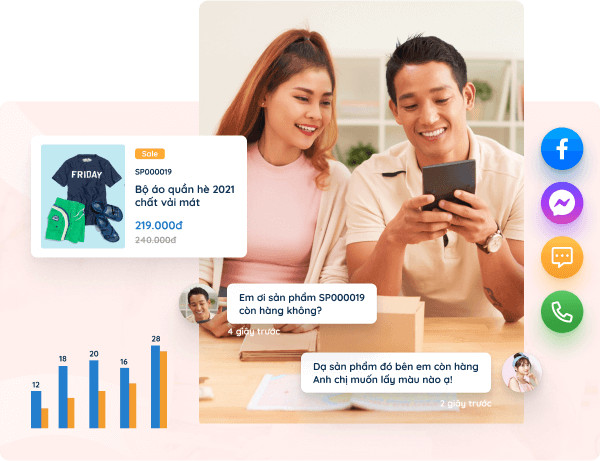 Sale
SP000019
FRIDAY
Bộ áo quần hè 2021
chất vải mát
219.000đ
240.000đ
Em ơi sản phẩm SP000019
còn hàng không?
4 giây trước
Dạ sản phẩm đó bên em còn hàng
Anh chị muốn lấy màu nào ạ!
2 giây trước
12
18
20
16
28